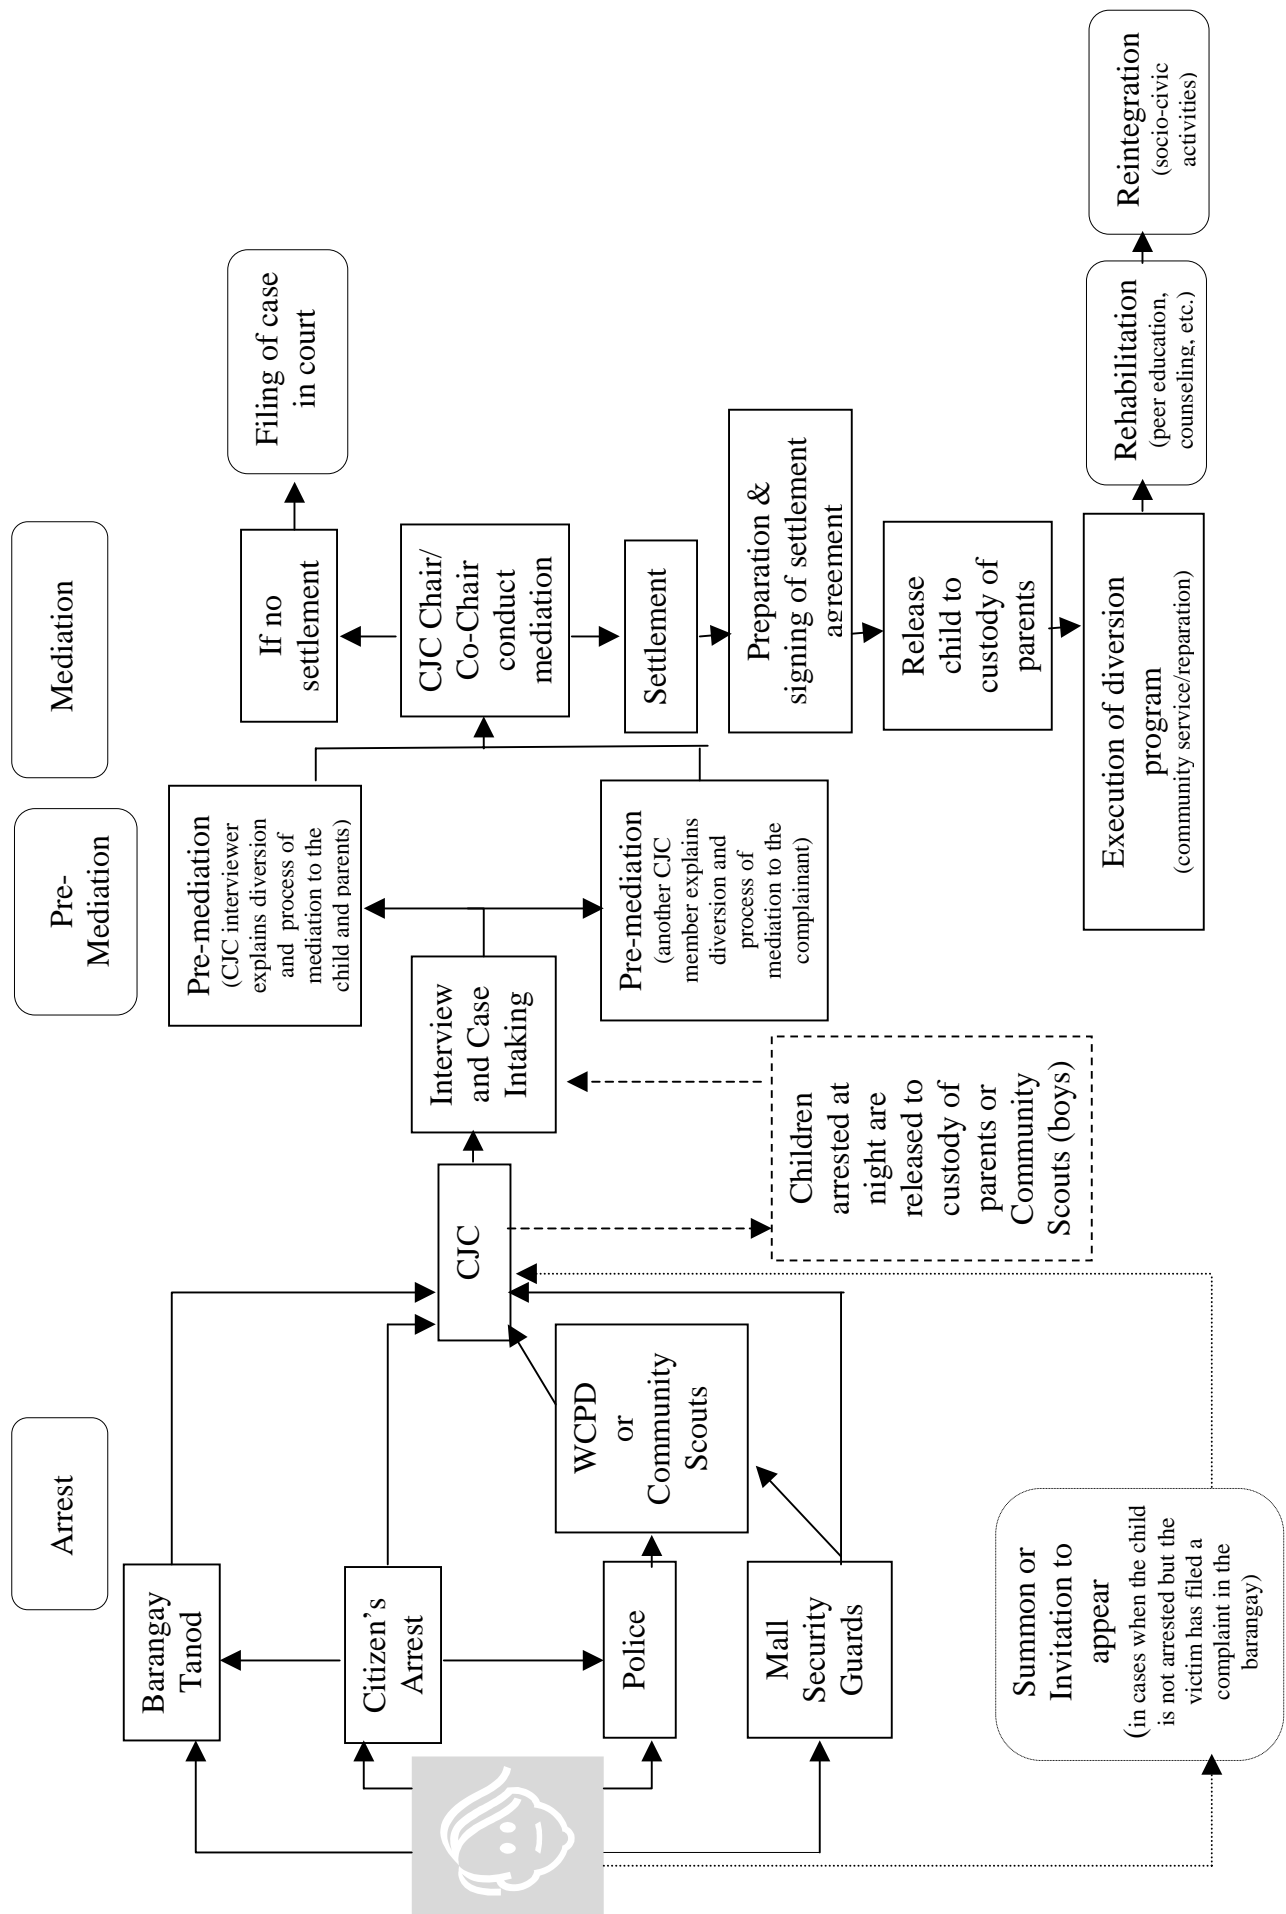 Arrest
Pre-
Mediation
Mediation
Barangay
Tanod
Citizen's
Arrest
Police
Mall
Security
Guards
Summon or
Invitation to
appear
(in cases when the child
is not arrested but the
victim has filed a
complaint in the
barangay)
WCPD
or
Community
Scouts
CJC
Children
arrested at
night are
released to
custody of
parents or
Community
Scouts (boys)
Interview
and Case
Intaking
Pre-mediation
(CJC interviewer
explains diversion
and process of
mediation to the
child and parents)
Pre-mediation
(another CJC
member explains
diversion and
process of
mediation to the
complainant)
If no
settlement
Filing of case
in court
CJC Chair/
Co-Chair
conduct
mediation
Settlement
Preparation &
signing of settlement
agreement
Release
child to
custody of
parents
Execution of diversion
program
(community service/reparation)
Rehabilitation
(peer education,
counseling, etc.)
Reintegration
(socio-civic
activities)